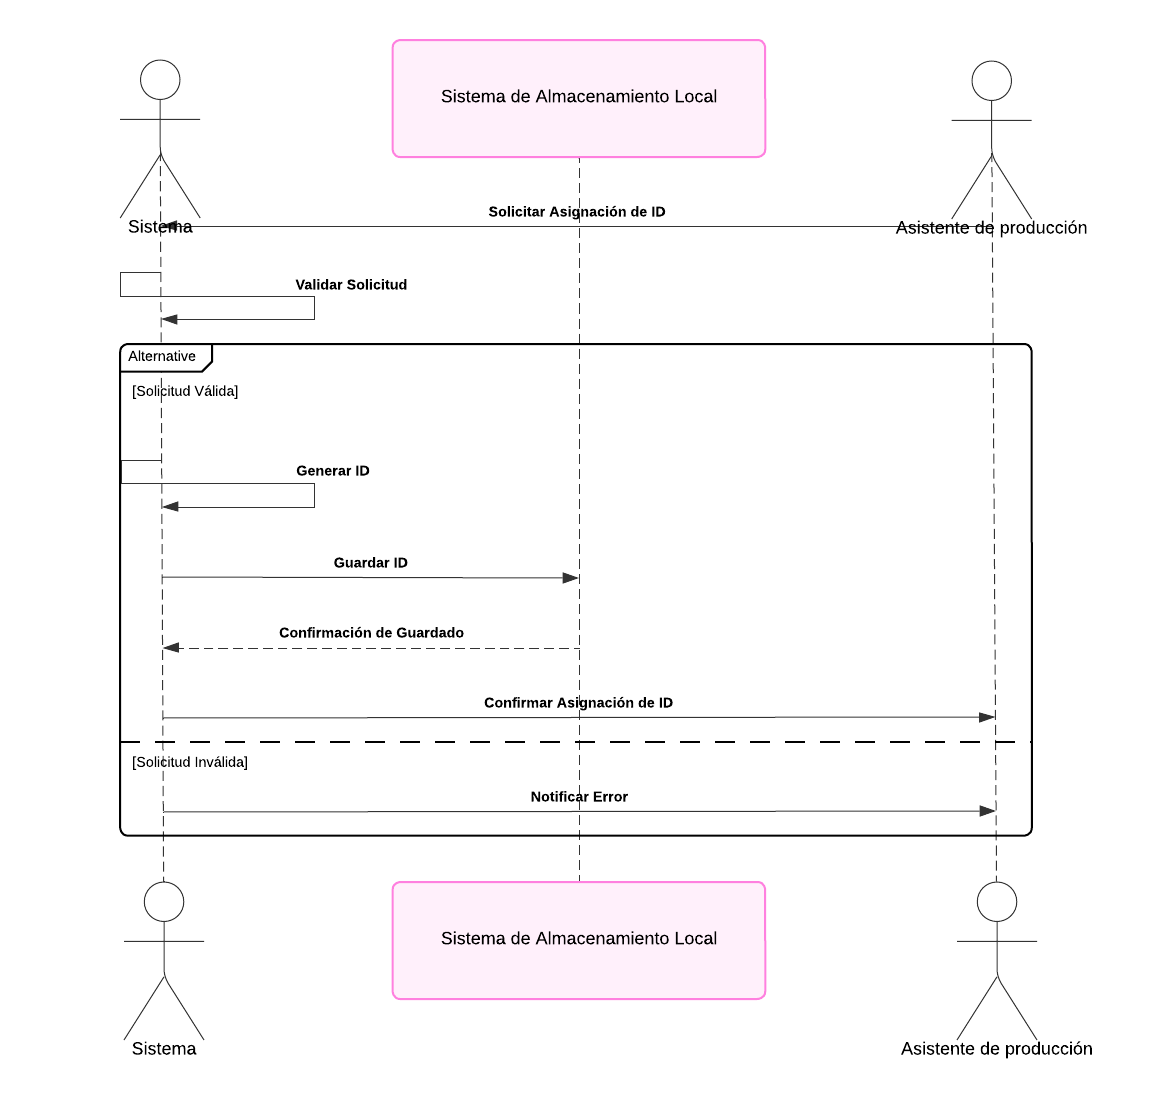 Sistema de Almacenamiento Local
Sistema
Solicitar Asignación de ID
Asistente de producción
Validar Solicitud
Alternative
[Solicitud Válida]
Generar ID
Guardar ID
Confirmación de Guardado
Confirmar Asignación de ID
[Solicitud Inválida]
Notificar Error
Sistema de Almacenamiento Local
Sistema
Asistente de producción